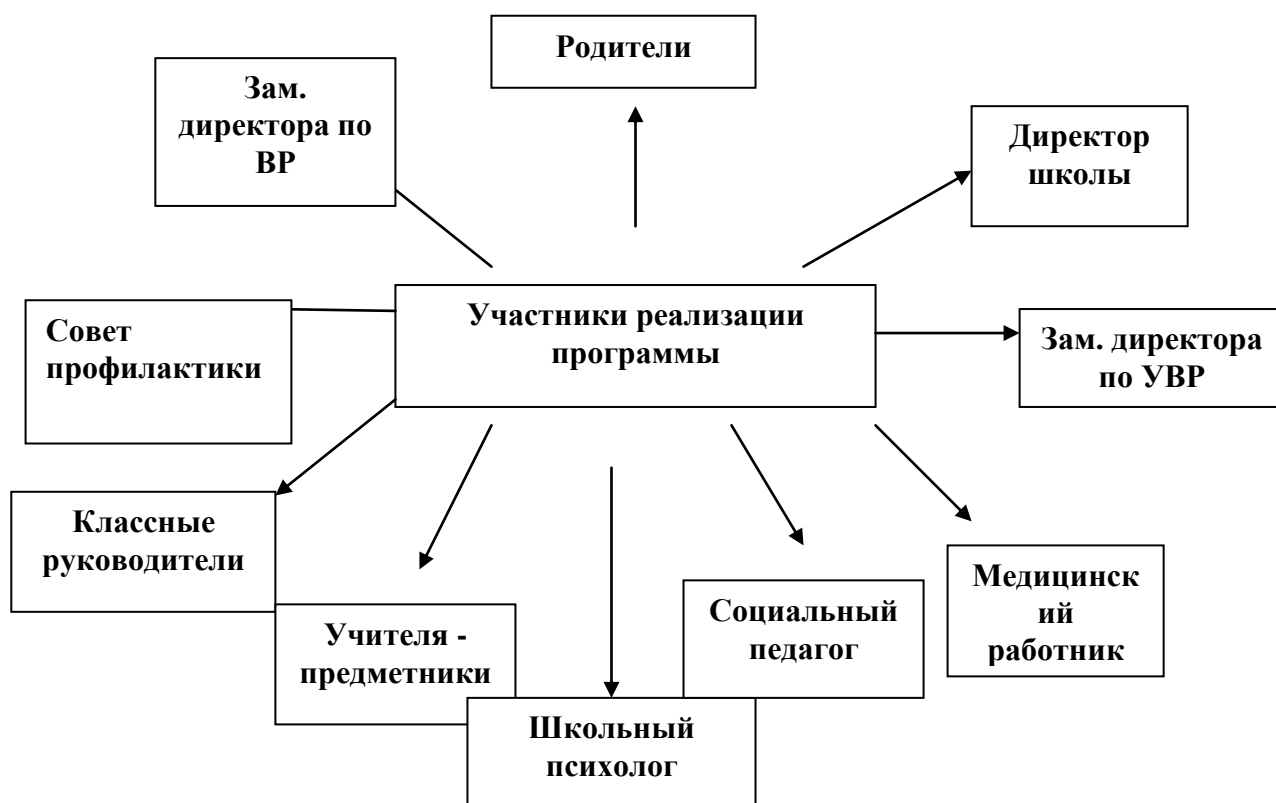 Родители
Зам.
директора по
ВР
Директор
школы
Совет
профилактики
Участники реализации
программы
Зам. директора
по УВР
Классные
руководители
Учителя -
предметники
Школьный
психолог
Социальный
педагог
Медицинск
ий
работник